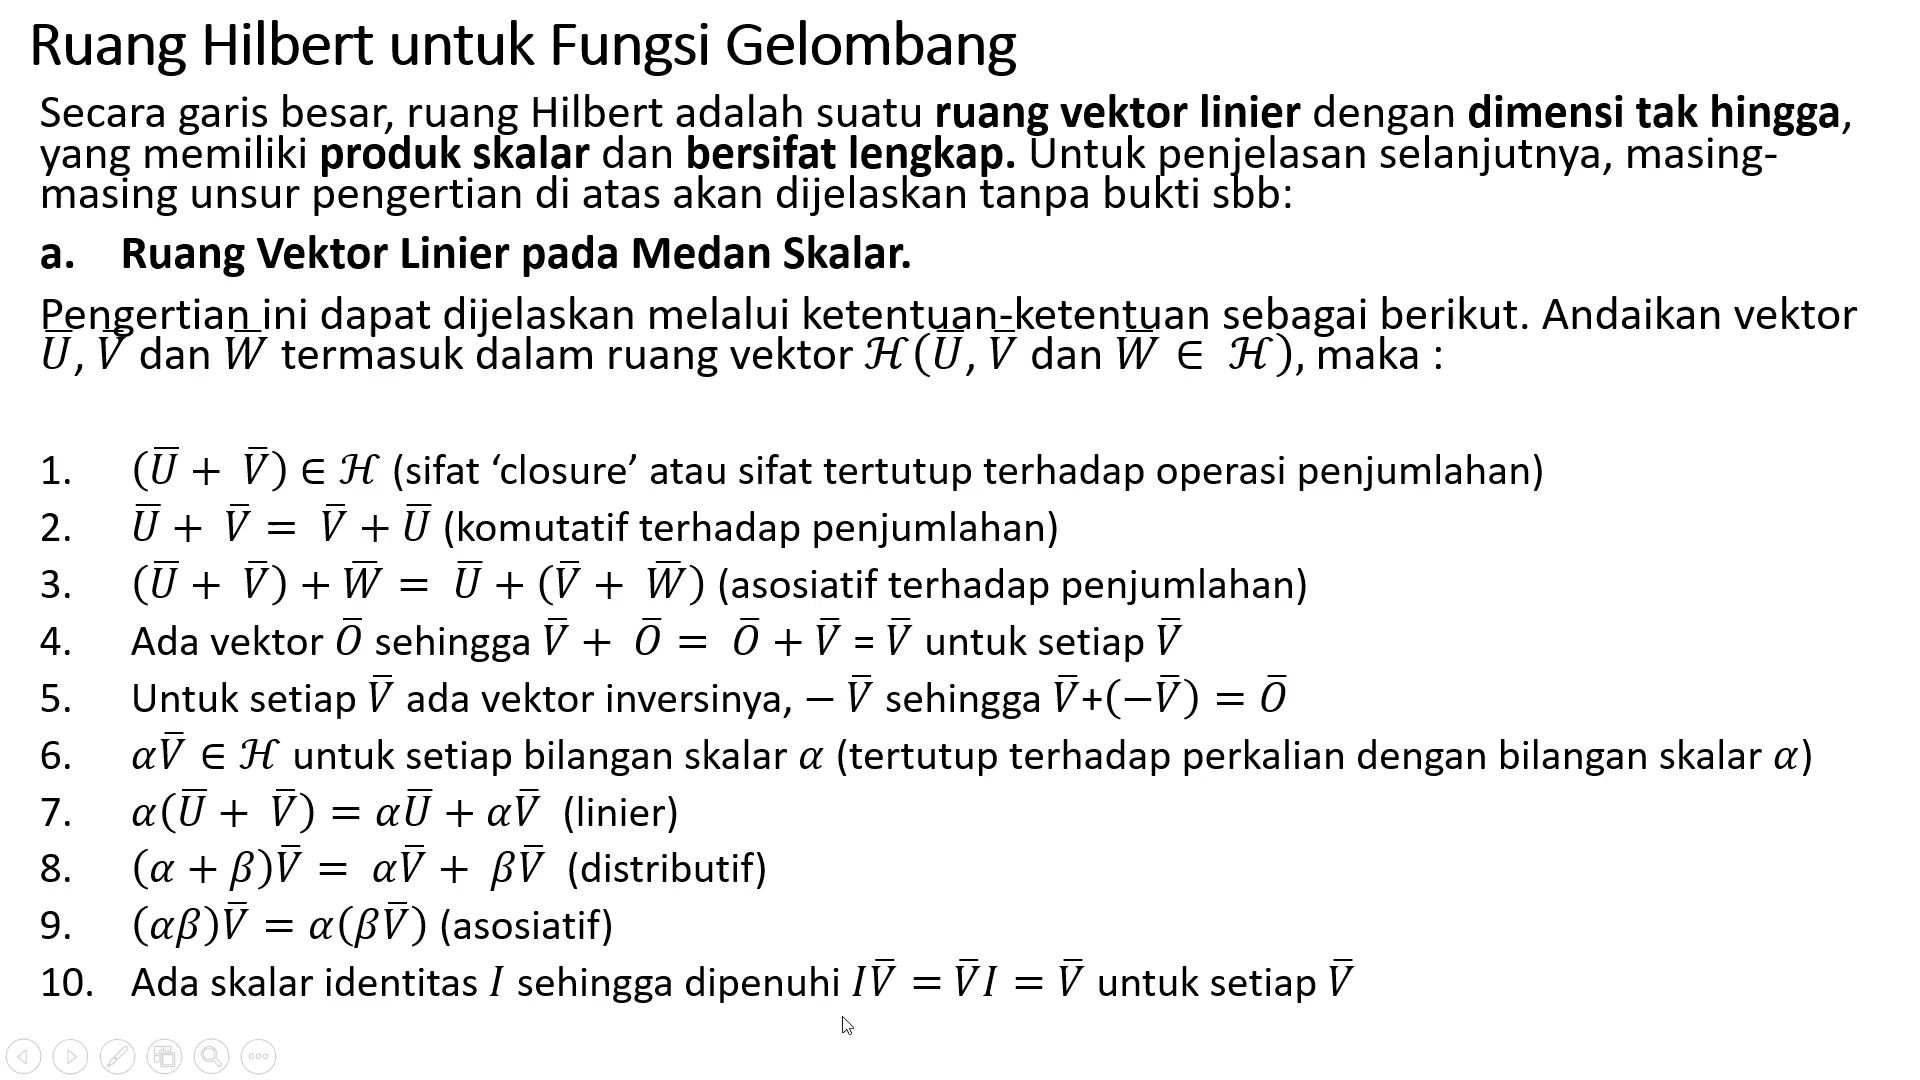 Ruang Hilbert untuk Fungsi Gelombang
Secara garis besar, ruang Hilbert adalah suatu ruang vektor linier dengan dimensi tak hingga,
yang memiliki produk skalar dan bersifat lengkap. Untuk penjelasan selanjutnya, masing-
masing unsur pengertian di atas akan dijelaskan tanpa bukti sbb:
a. Ruang Vektor Linier pada Medan Skalar.
Pengertian ini dapat dijelaskan melalui ketentuan-ketentuan sebagai berikut. Andaikan vektor
U̅, V̅ dan W̅ termasuk dalam ruang vektor ℋ(U̅, V̅ dan W̅ ∈ ℋ), maka :
1. (U̅ + V̅) ∈ ℋ (sifat ‘closure’ atau sifat tertutup terhadap operasi penjumlahan)
2. U̅ + V̅ = V̅ + U̅ (komutatif terhadap penjumlahan)
3. (U̅ + V̅) + W̅ = U̅ + (V̅ + W̅) (asosiatif terhadap penjumlahan)
4. Ada vektor O̅ sehingga V̅ + O̅ = O̅ + V̅ = V̅ untuk setiap V̅
5. Untuk setiap V̅ ada vektor inversinya, − V̅ sehingga V̅+(−V̅) = O̅
6. αV̅ ∈ ℋ untuk setiap bilangan skalar α (tertutup terhadap perkalian dengan bilangan skalar α)
7. α(U̅ + V̅) = αU̅ + αV̅ (linier)
8. (α + β)V̅ = αV̅ + βV̅ (distributif)
9. (αβ)V̅ = α(βV̅) (asosiatif)
10. Ada skalar identitas I sehingga dipenuhi IV̅ = V̅I = V̅ untuk setiap V̅